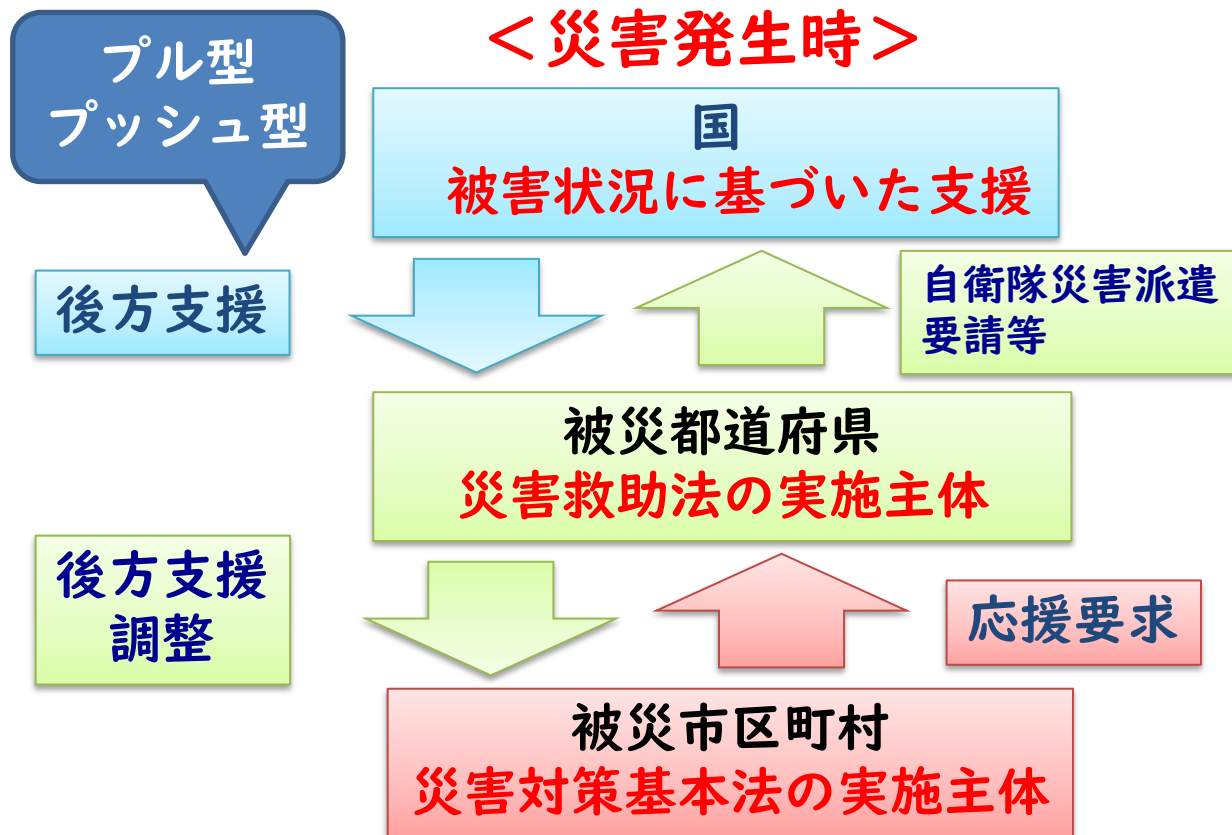 プル型
プッシュ型
＜災害発生時＞
国
被害状況に基づいた支援
後方支援
自衛隊災害派遣
要請等
被災都道府県
災害救助法の実施主体
後方支援
調整
応援要求
被災市区町村
災害対策基本法の実施主体